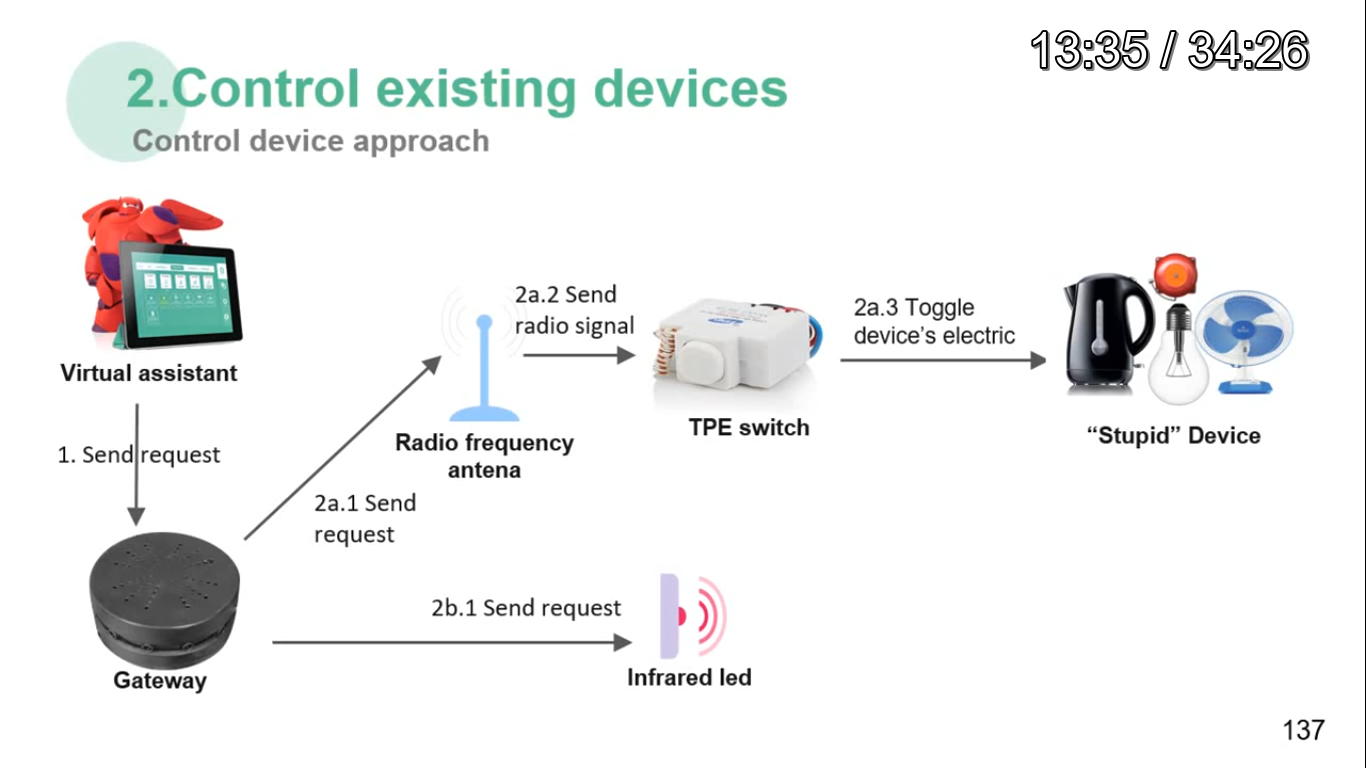 13:35 / 34:26
2.Control existing devices
Control device approach
Virtual assistant
1. Send request
Gateway
2a.1 Send
request
Radio frequency
antena
2a.2 Send
radio signal
TPE switch
2a.3 Toggle
device's electric
“Stupid” Device
2b.1 Send request
Infrared led
137